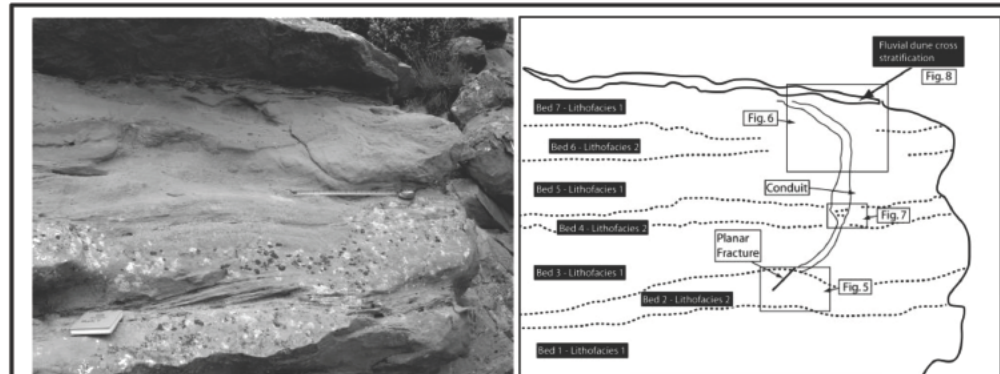 Fluvial dune cross
stratification
Fig. 8
Bed 7 - Lithofacies 1
Fig. 6
Bed 6 - Lithofacies 2
Bed 5 - Lithofacies 1
Conduit
Fig. 7
Bed 4 - Lithofacies 2
Planar
Fracture
Bed 3 - Lithofacies 1
Fig. 5
Bed 2 - Lithofacies 2
Bed 1 - Lithofacies 1